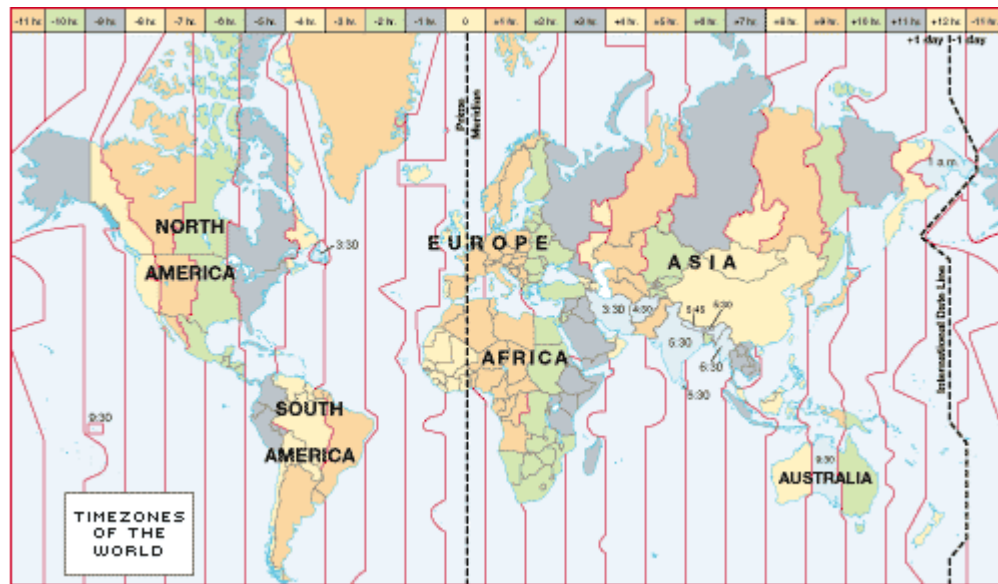 -11 hr. -10 hr. -9 hr. -8 hr. -7 hr. -6 hr. -5 hr. -4 hr. -3 hr. -2 hr. -1 hr. 0 +1 hr. +2 hr. +3 hr. +4 hr. +5 hr. +6 hr. +7 hr. +8 hr. +9 hr. +10 hr. +11 hr. +12 hr. -11 hr.
+1 day -1 day
Prime
Meridian
1 a.m.
NORTH
AMERICA
3:30
EUROPE
ASIA
International Date Line
3:30
4:30
5:45
6:30
5:30
6:30
5:30
AFRICA
SOUTH
AMERICA
9:30
9:30
AUSTRALIA
TIMEZONES
OF THE
WORLD